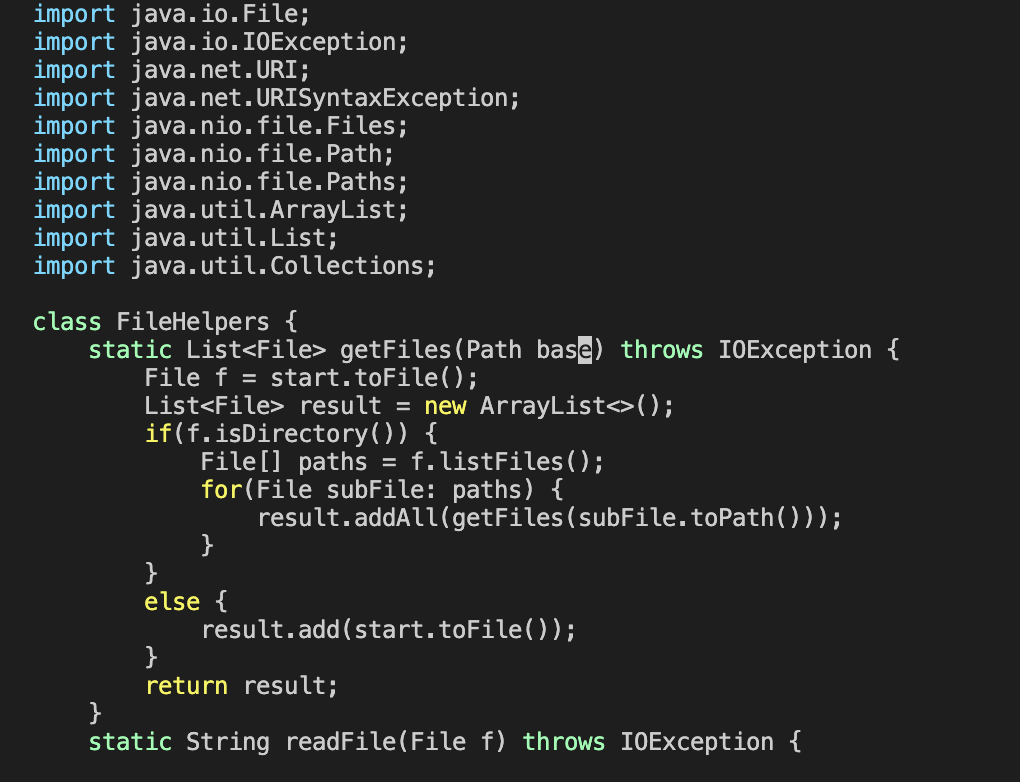 import java.io.File;
import java.io.IOException;
import java.net.URI;
import java.net.URISyntaxException;
import java.nio.file.Files;
import java.nio.file.Path;
import java.nio.file.Paths;
import java.util.ArrayList;
import java.util.List;
import java.util.Collections;

class FileHelpers {
    static List<File> getFiles(Path base) throws IOException {
        File f = start.toFile();
        List<File> result = new ArrayList<>();
        if(f.isDirectory()) {
            File[] paths = f.listFiles();
            for(File subFile: paths) {
                result.addAll(getFiles(subFile.toPath()));
            }
        }
        else {
            result.add(start.toFile());
        }
        return result;
    }
    static String readFile(File f) throws IOException {